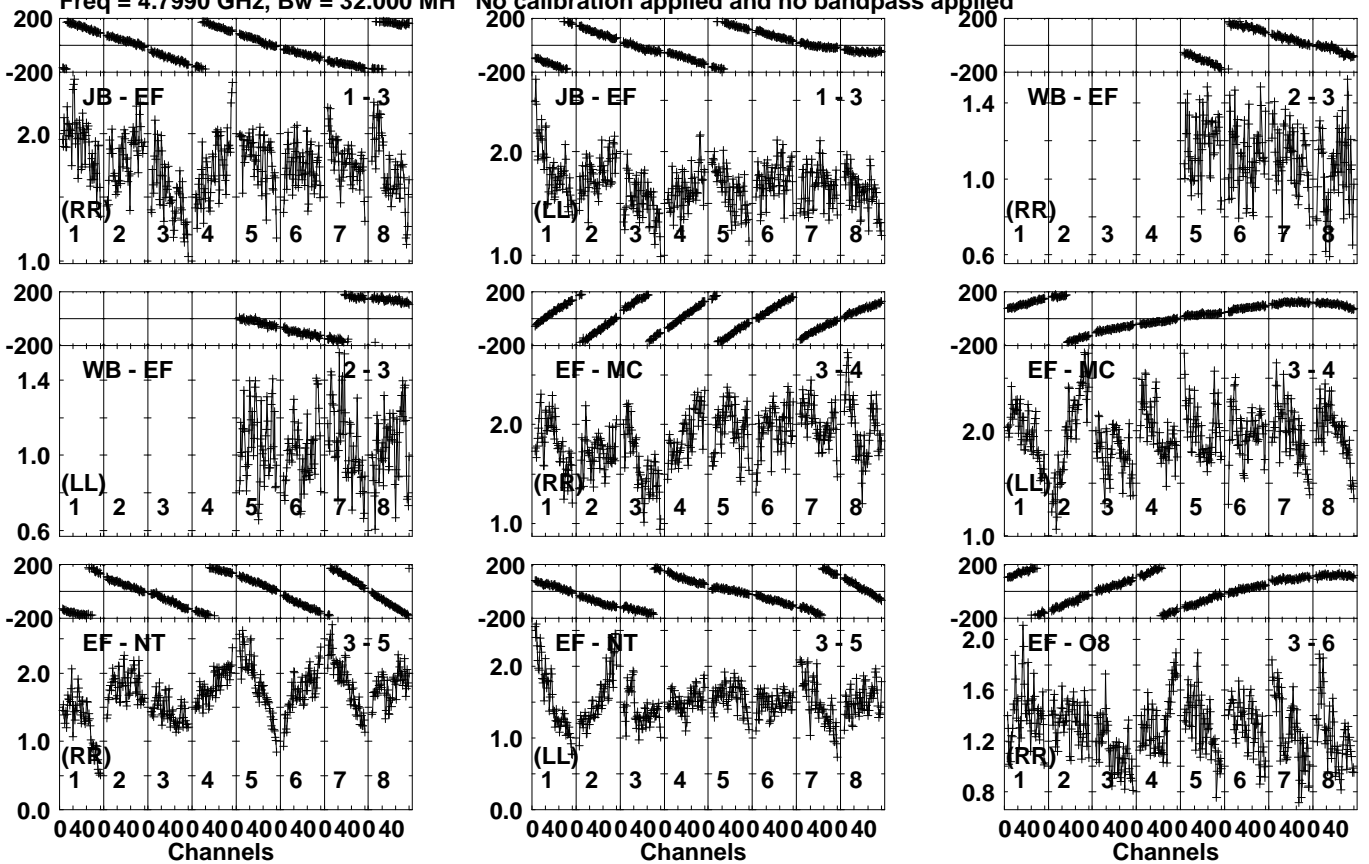 Freq = 4.7990 GHz, Bw = 32.000 MH No calibration applied and no bandpass applied
200
-200
JB - EF 1 - 3
2.0
(RR)
1 2 3 4 5 6 7 8
1.0
200
-200
JB - EF 1 - 3
2.0
(LL)
1 2 3 4 5 6 7 8
1.0
200
-200
WB - EF 2 - 3
1.4
1.0
(RR)
1 2 3 4 5 6 7 8
0.6
200
-200
WB - EF 2 - 3
1.4
1.0
(LL)
1 2 3 4 5 6 7 8
0.6
200
-200
EF - MC 3 - 4
2.0
(RR)
1 2 3 4 5 6 7 8
1.0
200
-200
EF - MC 3 - 4
2.0
(LL)
1 2 3 4 5 6 7 8
1.0
200
-200
EF - NT 3 - 5
2.0
1.0
(RR)
1 2 3 4 5 6 7 8
0.0
0 40 0 40 0 40 0 40 0 40 0 40 0 40 0 40
Channels
200
-200
EF - NT 3 - 5
2.0
1.0
(LL)
1 2 3 4 5 6 7 8
0.0
0 40 0 40 0 40 0 40 0 40 0 40 0 40 0 40
Channels
200
-200
2.0 EF - O8 3 - 6
1.6
1.2
(RR)
1 2 3 4 5 6 7 8
0.8
0 40 0 40 0 40 0 40 0 40 0 40 0 40 0 40
Channels